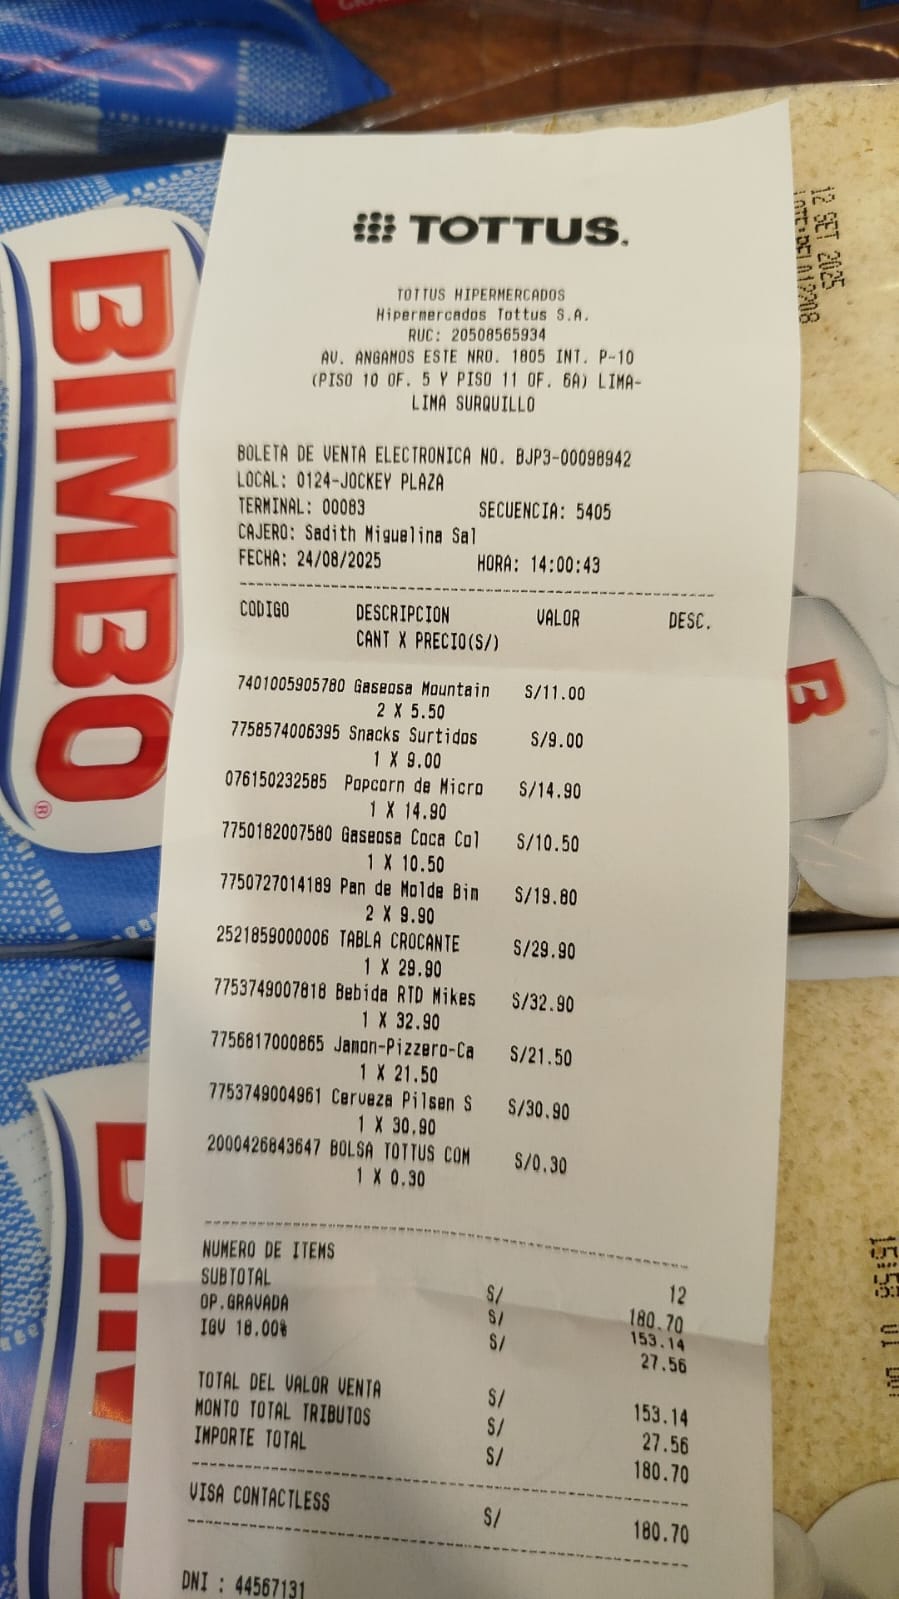 TOTTUS.
TOTTUS HIPERMERCADOS
Hipermercados Tottus S.A.
RUC: 20508565934
AV. ANGAMOS ESTE NRO. 1805 INT. P-10
(PISO 10 OF. 5 Y PISO 11 OF. 6A) LIMA-
LIMA SURQUILLO
BOLETA DE VENTA ELECTRONICA NO. BJP3-00098942
LOCAL: 0124-JOCKEY PLAZA
TERMINAL: 00083 SECUENCIA: 5405
CAJERO: Sadith Miguelina Sal
FECHA: 24/08/2025 HORA: 14:00:43
CODIGO DESCRIPCION VALOR DESC.
CANT X PRECIO(S/)
7401005905780 Gaseosa Mountain S/11.00
2 X 5.50
7758574006395 Snacks Surtidos S/9.00
1 X 9.00
076150232585 Popcorn de Micro S/14.90
1 X 14.90
7750182007580 Gaseosa Coca Col S/10.50
1 X 10.50
7750727014189 Pan de Molde Bim S/19.80
2 X 9.90
2521859000006 TABLA CROCANTE S/29.90
1 X 29.90
7753749007818 Bebida RTD Mikes S/32.90
1 X 32.90
7756817000865 Jamon-Pizzero-Ca S/21.50
1 X 21.50
7753749004961 Cerveza Pilsen S S/30.90
1 X 30.90
2000426843647 BOLSA TOTTUS COM S/0.30
1 X 0.30
NUMERO DE ITEMS 12
SUBTOTAL S/ 180.70
OP.GRAVADA S/ 153.14
IGV 18.00% S/ 27.56
TOTAL DEL VALOR VENTA S/ 153.14
MONTO TOTAL TRIBUTOS S/ 27.56
IMPORTE TOTAL S/ 180.70
VISA CONTACTLESS S/ 180.70
DNI : 44567131
BIMBO®
12 SET 2025
B